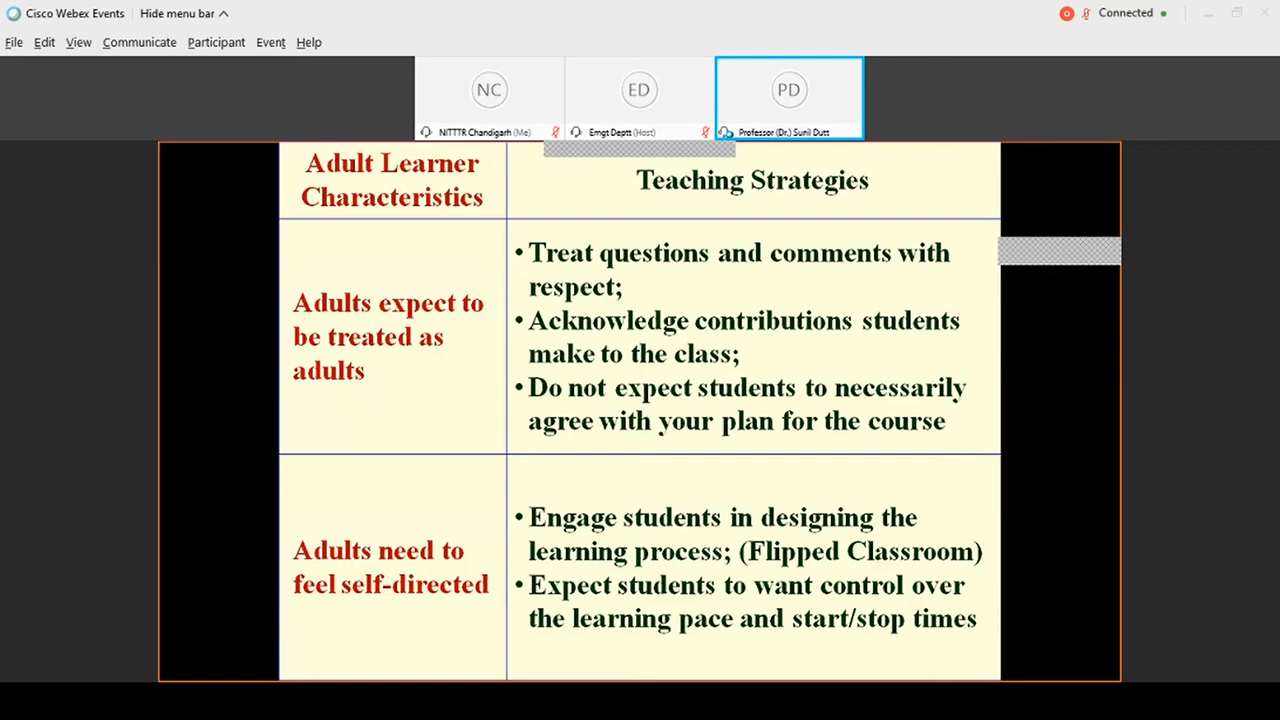 Cisco Webex Events
Hide menu bar
Connected
File Edit View Communicate Participant Event Help
NC
ED
PD
NITTTR Chandigarh (Me)
Emgt Deptt (Host)
Professor (Dr.) Sunil Dutt
Adult Learner
Characteristics
Teaching Strategies
Adults expect to
be treated as
adults
• Treat questions and comments with
respect;
• Acknowledge contributions students
make to the class;
• Do not expect students to necessarily
agree with your plan for the course
Adults need to
feel self-directed
• Engage students in designing the
learning process; (Flipped Classroom)
• Expect students to want control over
the learning pace and start/stop times